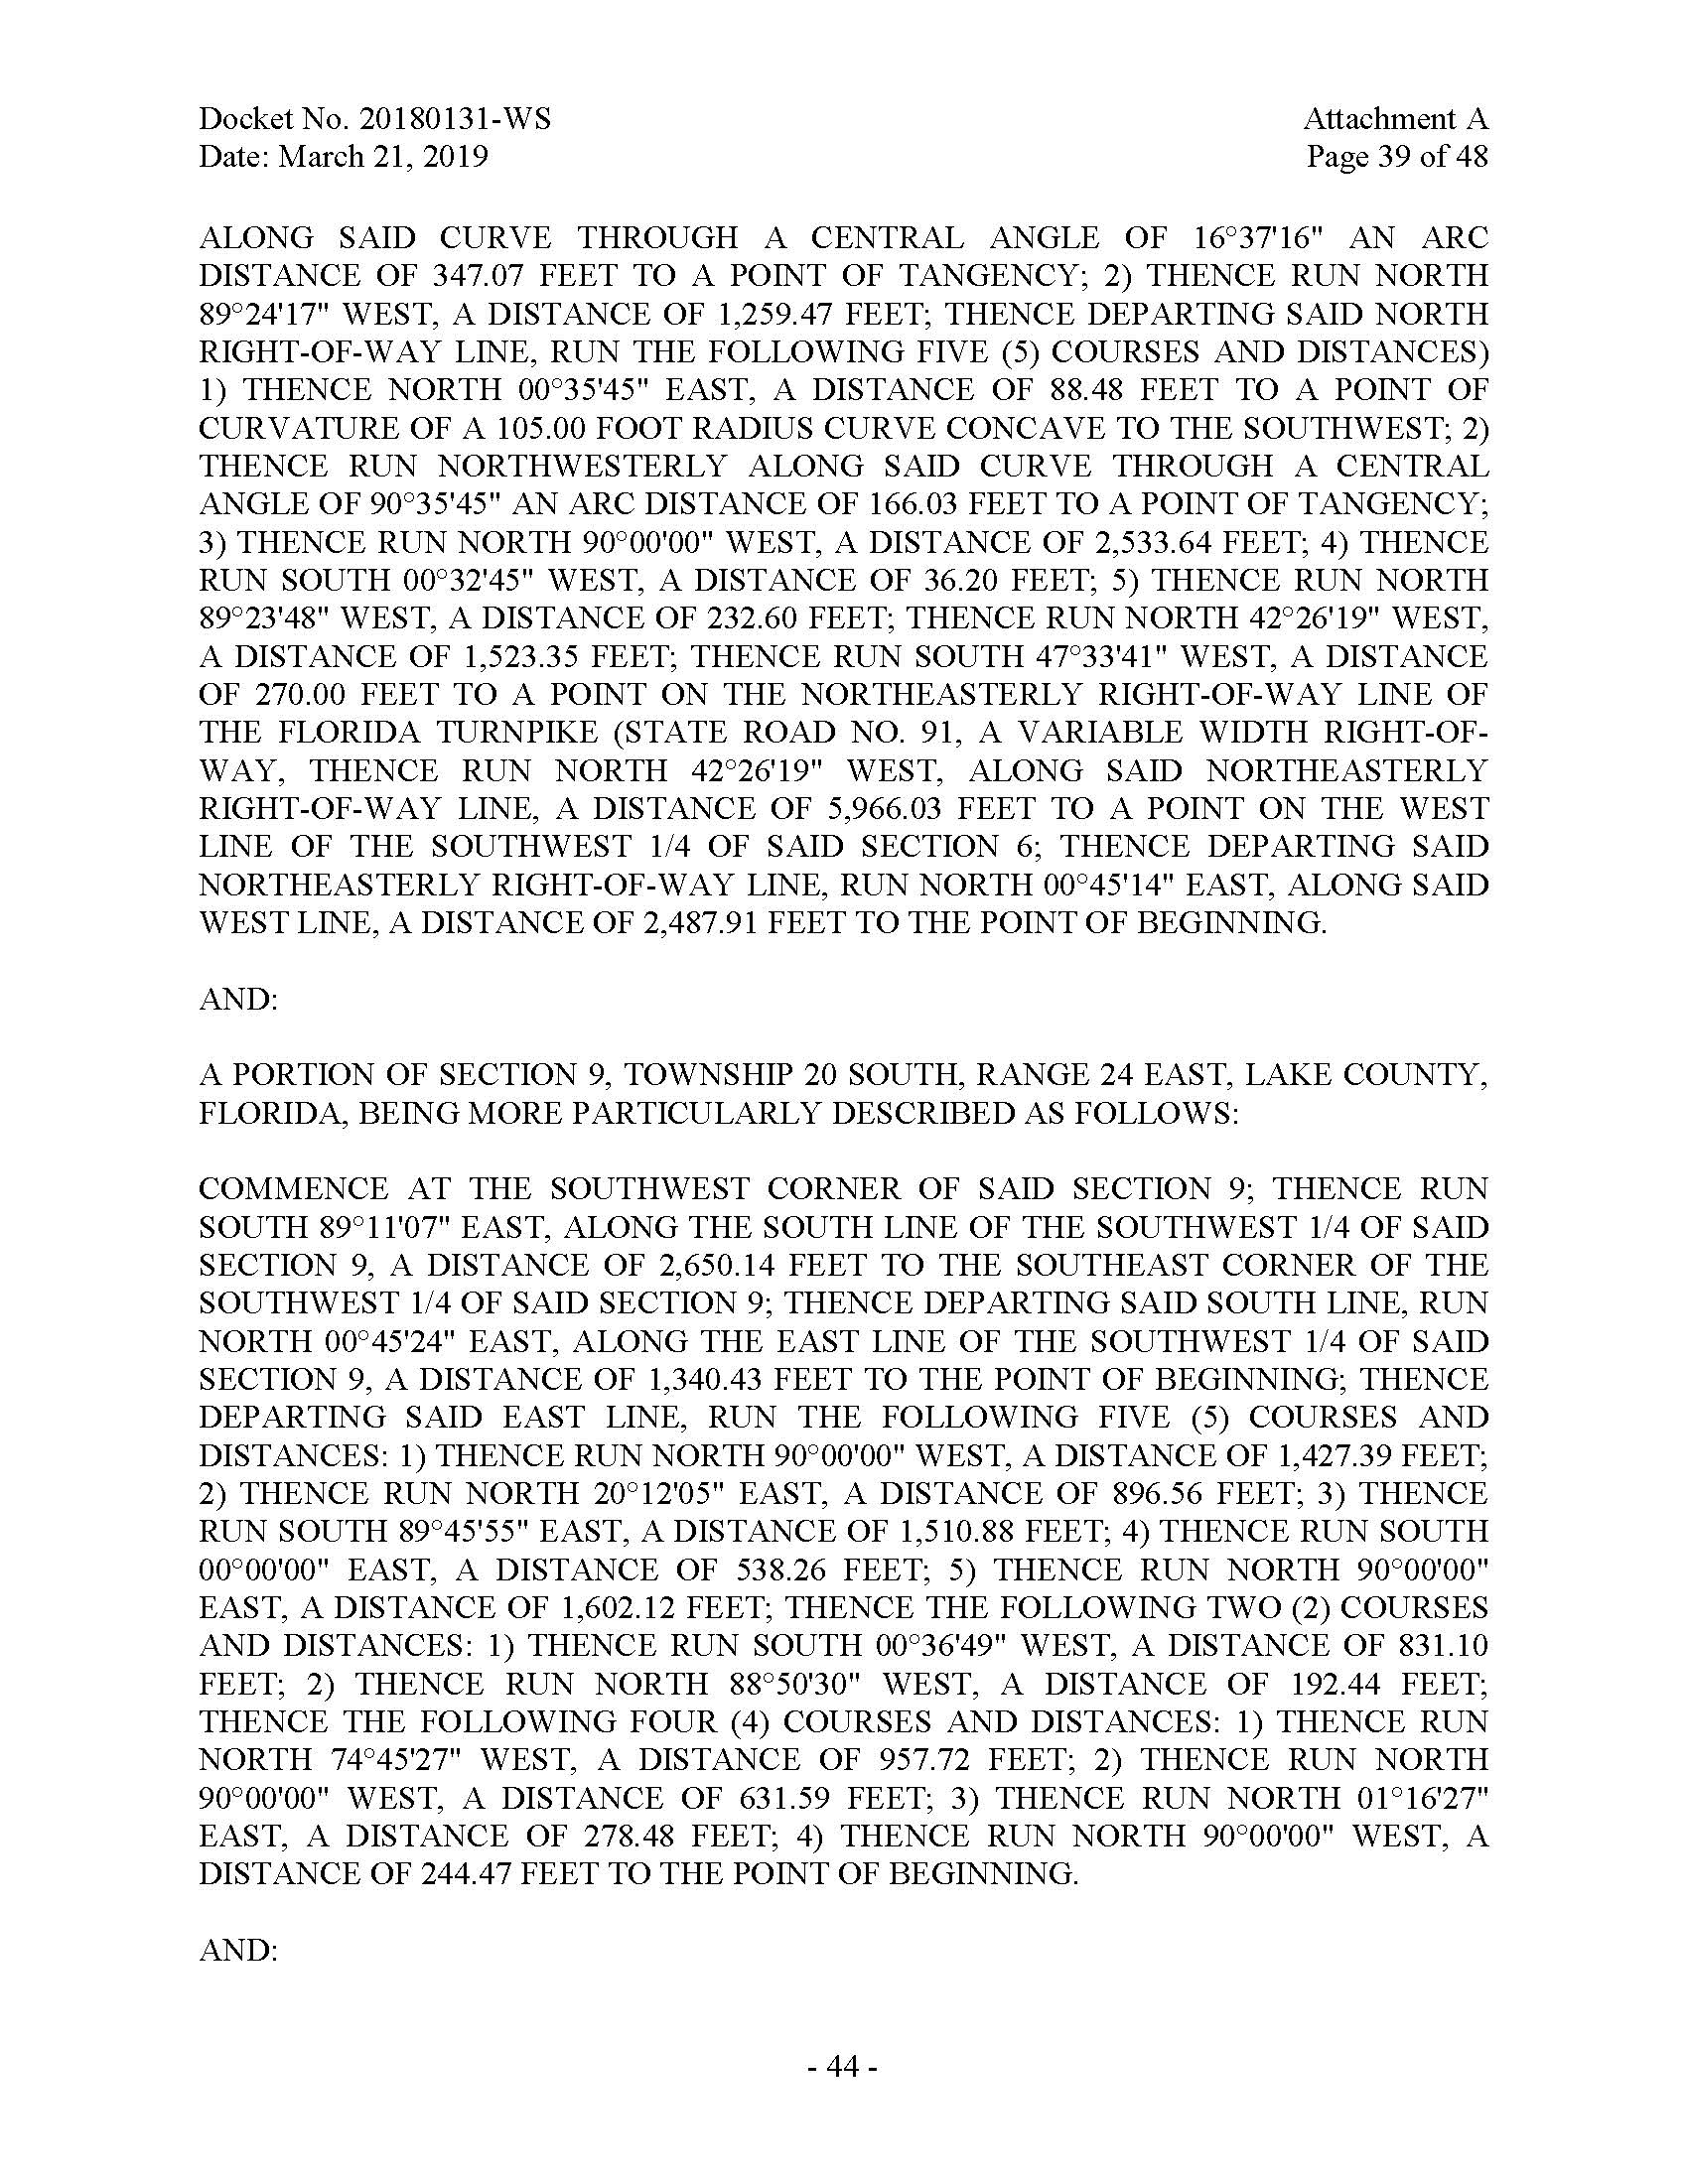 Docket No. 20180131-WS Attachment A
Date: March 21, 2019 Page 39 of 48
ALONG SAID CURVE THROUGH A CENTRAL ANGLE OF 16°37'16" AN ARC
DISTANCE OF 347.07 FEET TO A POINT OF TANGENCY; 2) THENCE RUN NORTH
89°24'17" WEST, A DISTANCE OF 1,259.47 FEET; THENCE DEPARTING SAID NORTH
RIGHT-OF-WAY LINE, RUN THE FOLLOWING FIVE (5) COURSES AND DISTANCES)
1) THENCE NORTH 00°35'45" EAST, A DISTANCE OF 88.48 FEET TO A POINT OF
CURVATURE OF A 105.00 FOOT RADIUS CURVE CONCAVE TO THE SOUTHWEST; 2)
THENCE RUN NORTHWESTERLY ALONG SAID CURVE THROUGH A CENTRAL
ANGLE OF 90°35'45" AN ARC DISTANCE OF 166.03 FEET TO A POINT OF TANGENCY;
3) THENCE RUN NORTH 90°00'00" WEST, A DISTANCE OF 2,533.64 FEET; 4) THENCE
RUN SOUTH 00°32'45" WEST, A DISTANCE OF 36.20 FEET; 5) THENCE RUN NORTH
89°23'48" WEST, A DISTANCE OF 232.60 FEET; THENCE RUN NORTH 42°26'19" WEST,
A DISTANCE OF 1,523.35 FEET; THENCE RUN SOUTH 47°33'41" WEST, A DISTANCE
OF 270.00 FEET TO A POINT ON THE NORTHEASTERLY RIGHT-OF-WAY LINE OF
THE FLORIDA TURNPIKE (STATE ROAD NO. 91, A VARIABLE WIDTH RIGHT-OF-
WAY, THENCE RUN NORTH 42°26'19" WEST, ALONG SAID NORTHEASTERLY
RIGHT-OF-WAY LINE, A DISTANCE OF 5,966.03 FEET TO A POINT ON THE WEST
LINE OF THE SOUTHWEST 1/4 OF SAID SECTION 6; THENCE DEPARTING SAID
NORTHEASTERLY RIGHT-OF-WAY LINE, RUN NORTH 00°45'14" EAST, ALONG SAID
WEST LINE, A DISTANCE OF 2,487.91 FEET TO THE POINT OF BEGINNING.
AND:
A PORTION OF SECTION 9, TOWNSHIP 20 SOUTH, RANGE 24 EAST, LAKE COUNTY,
FLORIDA, BEING MORE PARTICULARLY DESCRIBED AS FOLLOWS:
COMMENCE AT THE SOUTHWEST CORNER OF SAID SECTION 9; THENCE RUN
SOUTH 89°11'07" EAST, ALONG THE SOUTH LINE OF THE SOUTHWEST 1/4 OF SAID
SECTION 9, A DISTANCE OF 2,650.14 FEET TO THE SOUTHEAST CORNER OF THE
SOUTHWEST 1/4 OF SAID SECTION 9; THENCE DEPARTING SAID SOUTH LINE, RUN
NORTH 00°45'24" EAST, ALONG THE EAST LINE OF THE SOUTHWEST 1/4 OF SAID
SECTION 9, A DISTANCE OF 1,340.43 FEET TO THE POINT OF BEGINNING; THENCE
DEPARTING SAID EAST LINE, RUN THE FOLLOWING FIVE (5) COURSES AND
DISTANCES: 1) THENCE RUN NORTH 90°00'00" WEST, A DISTANCE OF 1,427.39 FEET;
2) THENCE RUN NORTH 20°12'05" EAST, A DISTANCE OF 896.56 FEET; 3) THENCE
RUN SOUTH 89°45'55" EAST, A DISTANCE OF 1,510.88 FEET; 4) THENCE RUN SOUTH
00°00'00" EAST, A DISTANCE OF 538.26 FEET; 5) THENCE RUN NORTH 90°00'00"
EAST, A DISTANCE OF 1,602.12 FEET; THENCE THE FOLLOWING TWO (2) COURSES
AND DISTANCES: 1) THENCE RUN SOUTH 00°36'49" WEST, A DISTANCE OF 831.10
FEET; 2) THENCE RUN NORTH 88°50'30" WEST, A DISTANCE OF 192.44 FEET;
THENCE THE FOLLOWING FOUR (4) COURSES AND DISTANCES: 1) THENCE RUN
NORTH 74°45'27" WEST, A DISTANCE OF 957.72 FEET; 2) THENCE RUN NORTH
90°00'00" WEST, A DISTANCE OF 631.59 FEET; 3) THENCE RUN NORTH 01°16'27"
EAST, A DISTANCE OF 278.48 FEET; 4) THENCE RUN NORTH 90°00'00" WEST, A
DISTANCE OF 244.47 FEET TO THE POINT OF BEGINNING.
AND:
- 44 -